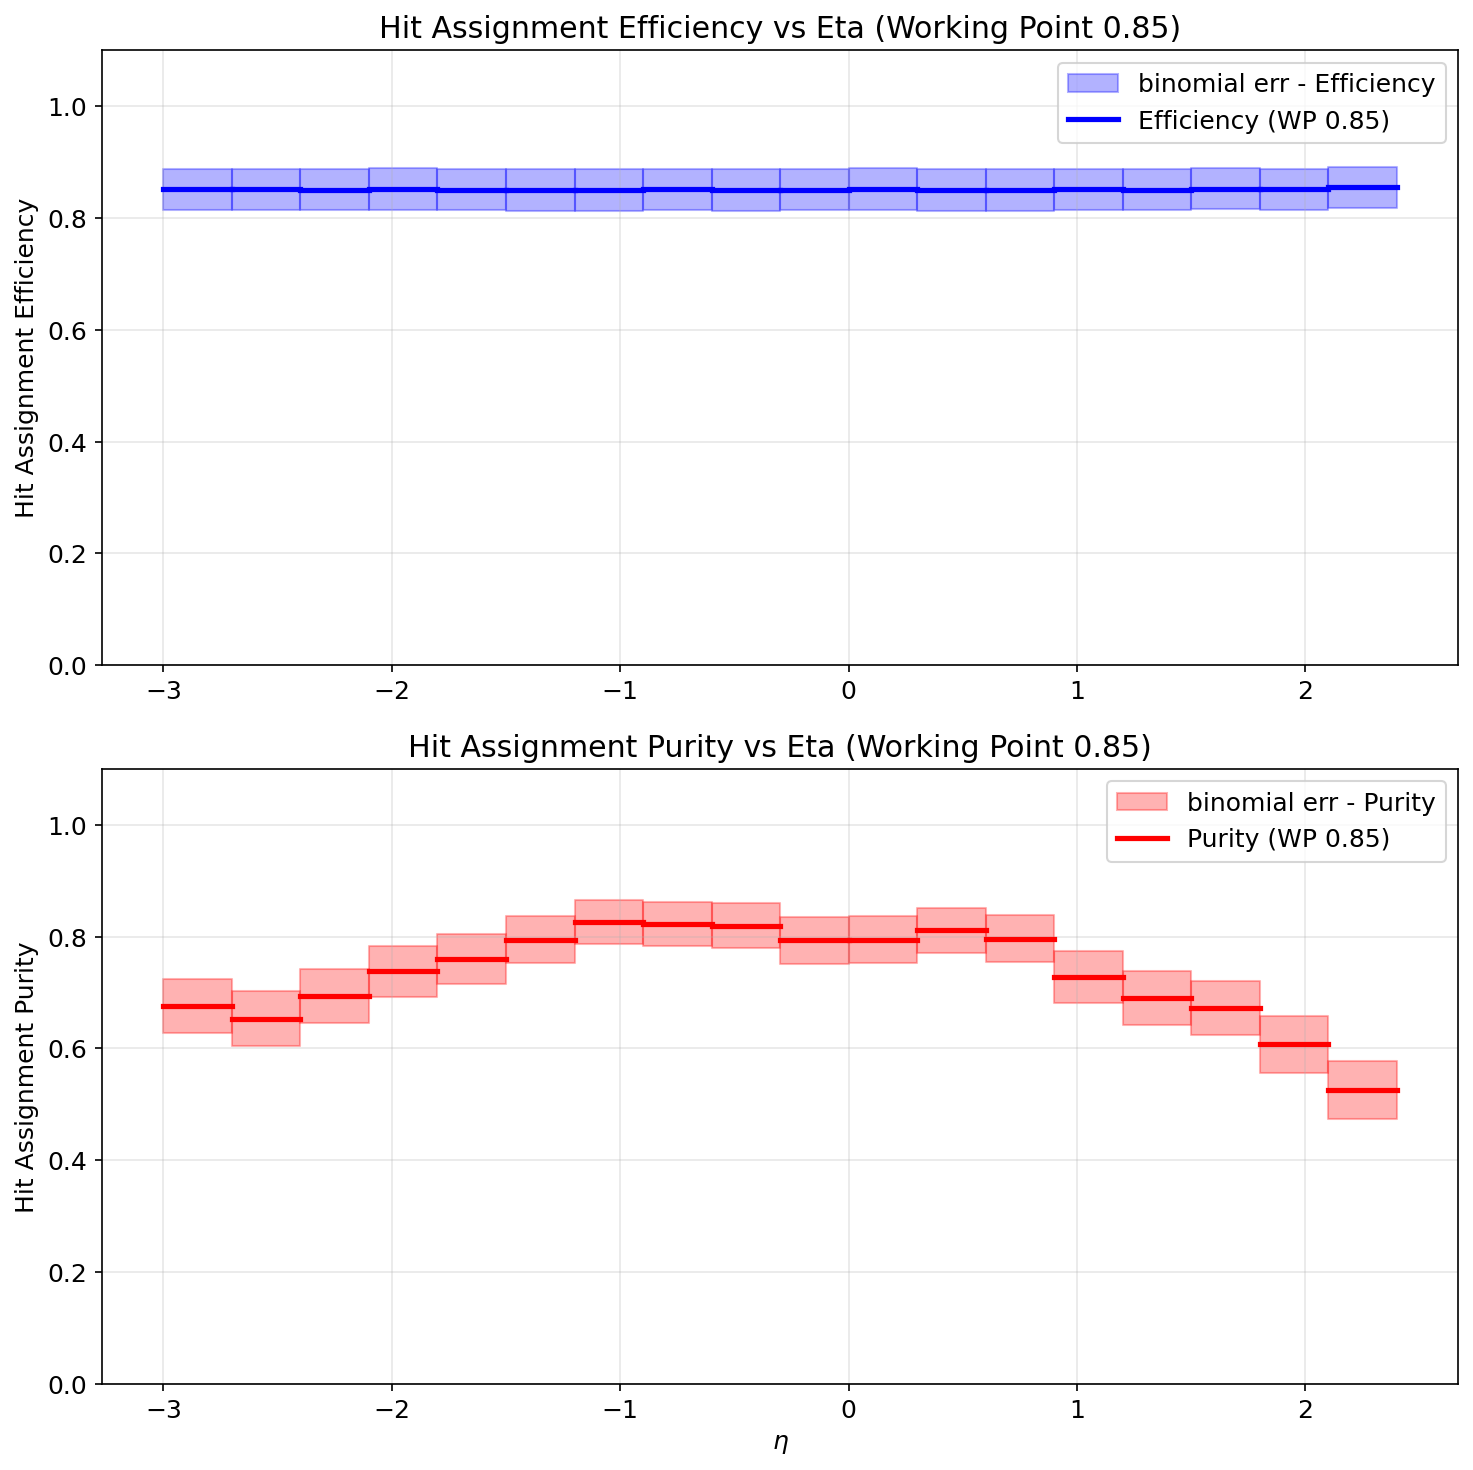 Hit Assignment Efficiency vs Eta (Working Point 0.85)
binomial err - Efficiency
Efficiency (WP 0.85)
Hit Assignment Efficiency
1.0
0.8
0.6
0.4
0.2
0.0
−3 −2 −1 0 1 2
Hit Assignment Purity vs Eta (Working Point 0.85)
binomial err - Purity
Purity (WP 0.85)
Hit Assignment Purity
1.0
0.8
0.6
0.4
0.2
0.0
−3 −2 −1 0 1 2
η